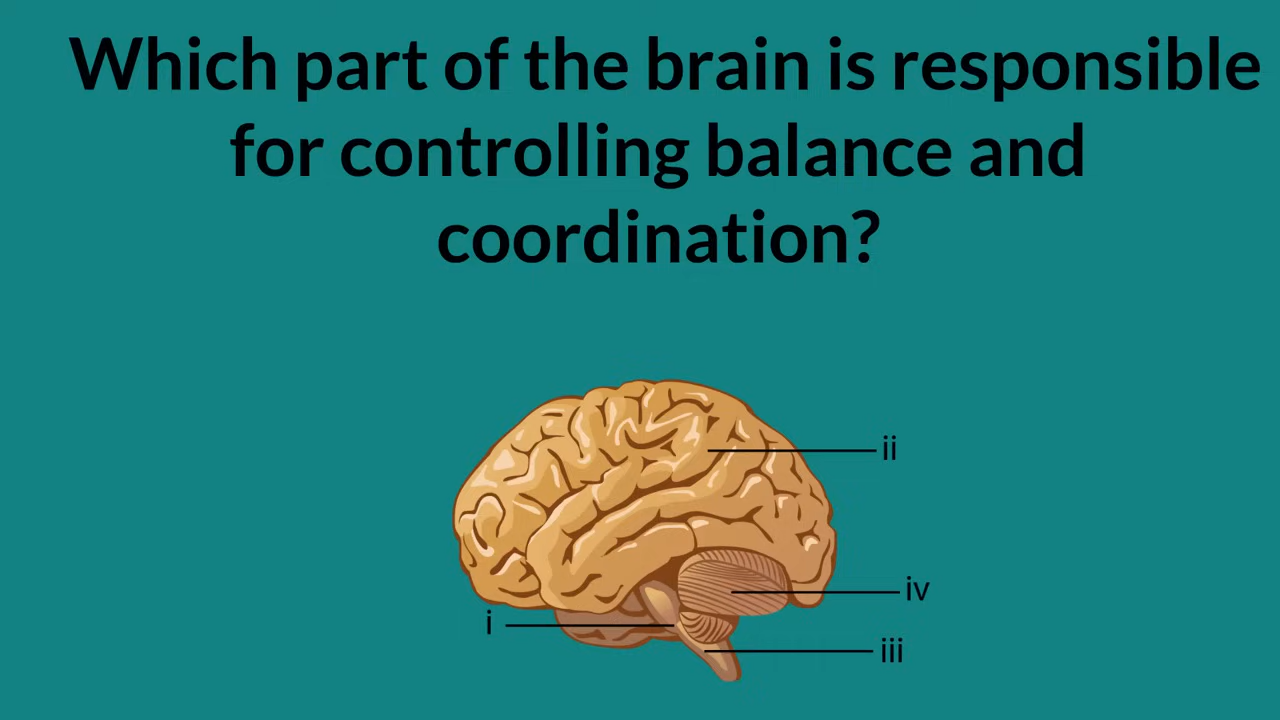 Which part of the brain is responsible
for controlling balance and
coordination?
ii
iv
i
iii